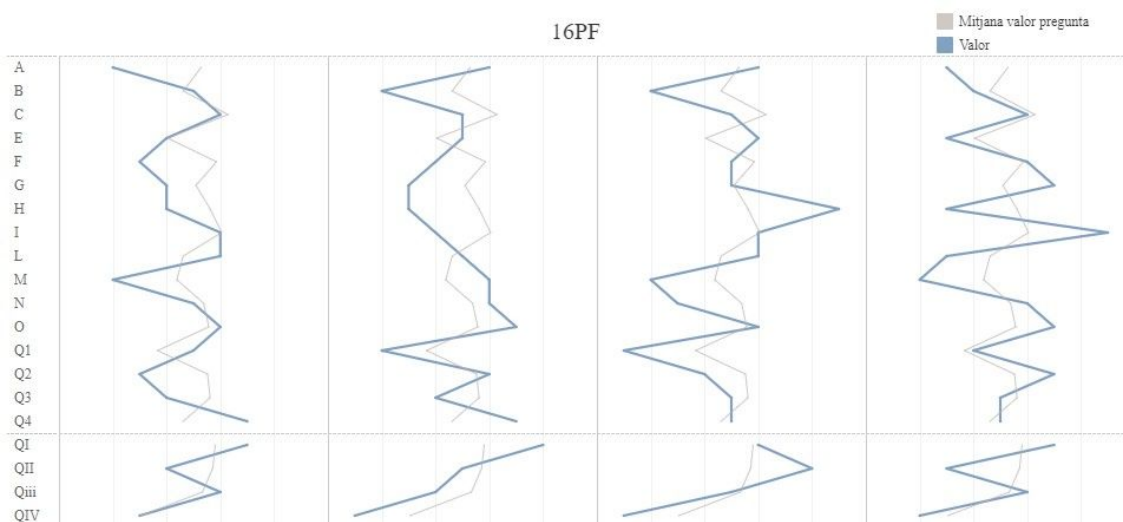 16PF
Mitjana valor pregunta
Valor
A
B
C
E
F
G
H
I
L
M
N
O
Q1
Q2
Q3
Q4
QI
QII
Qiii
QIV